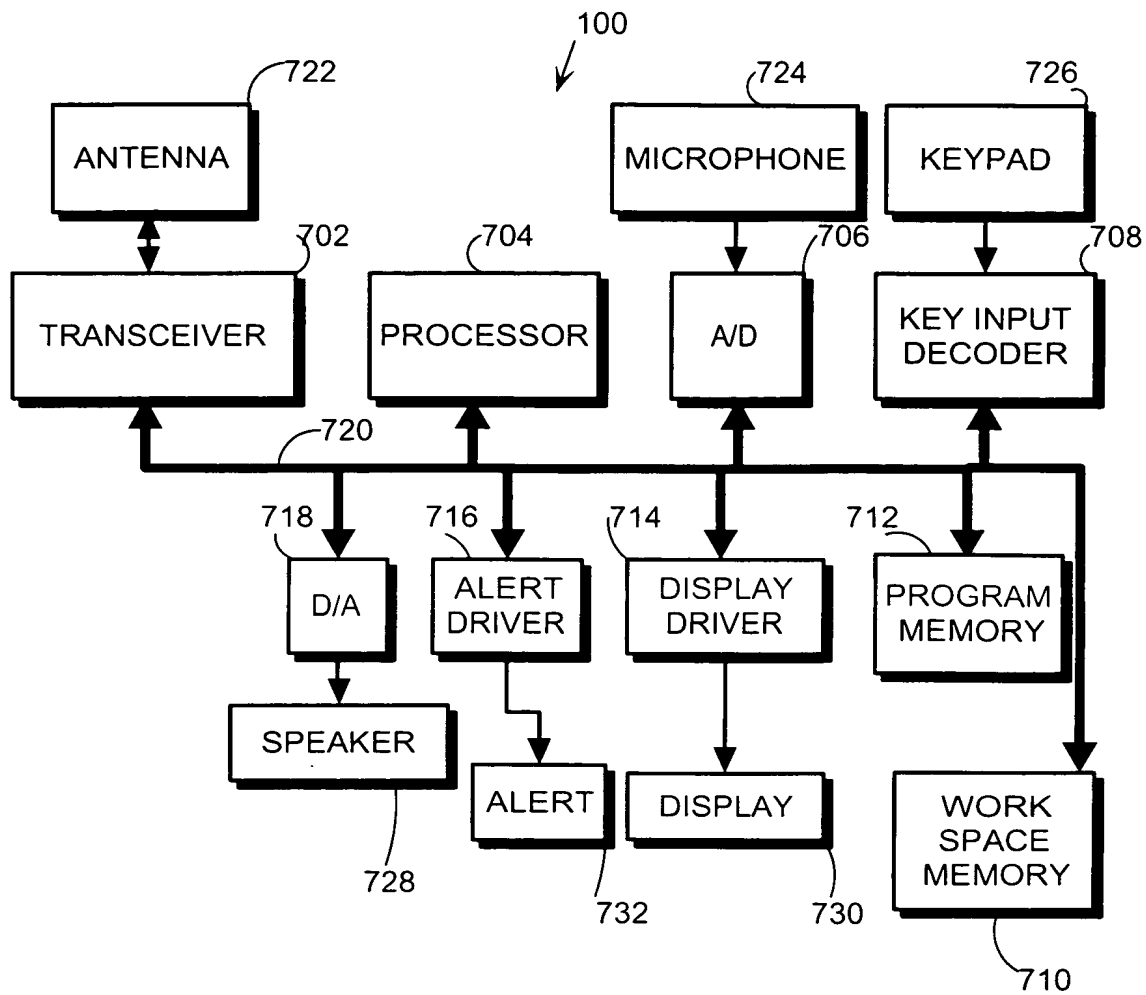 100
722
724
726
ANTENNA
MICROPHONE
KEYPAD
702
704
706
708
TRANSCEIVER
PROCESSOR
A/D
KEY INPUT
DECODER
720
718
716
714
712
D/A
ALERT
DRIVER
DISPLAY
DRIVER
PROGRAM
MEMORY
SPEAKER
ALERT
DISPLAY
WORK
SPACE
MEMORY
728
732
730
710